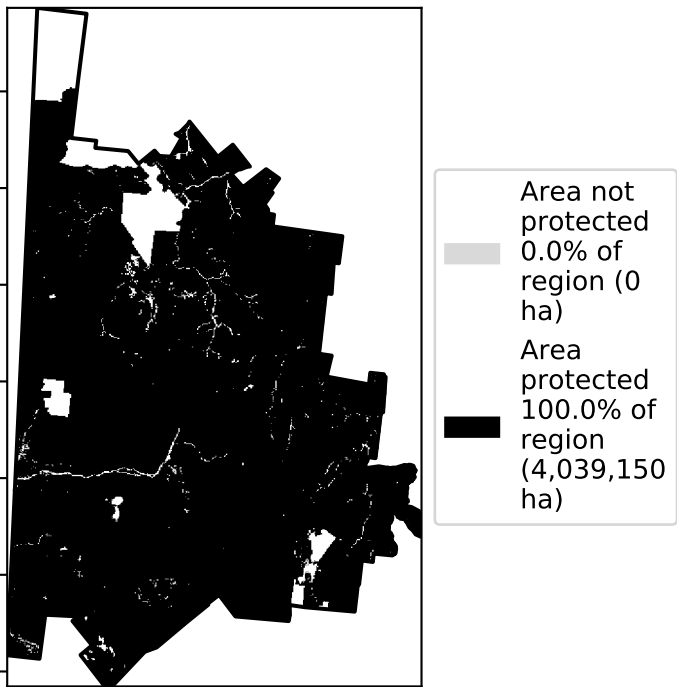 Area not
protected
0.0% of
region (0
ha)
Area
protected
100.0% of
region
(4,039,150
ha)